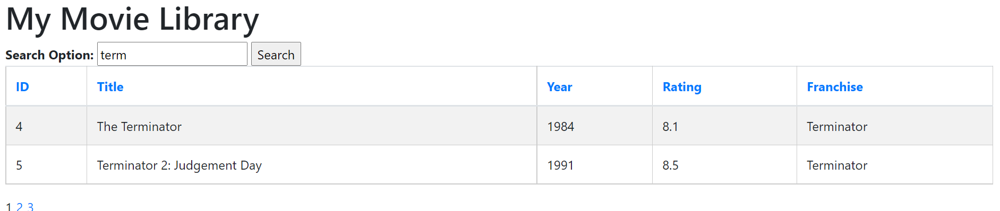 My Movie Library
Search Option: term Search
ID Title Year Rating Franchise
4 The Terminator 1984 8.1 Terminator
5 Terminator 2: Judgement Day 1991 8.5 Terminator
1 2 3